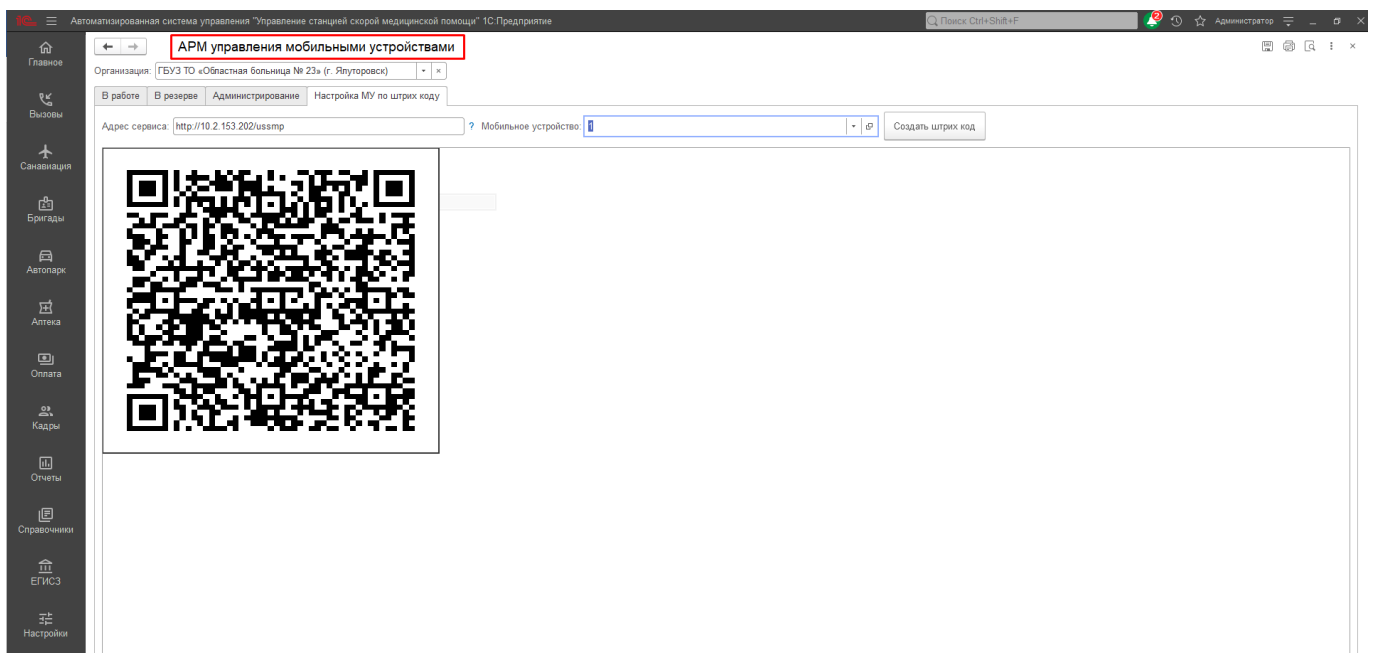 1С Автоматизированная система управления "Управление станцией скорой медицинской помощи" 1С:Предприятие
Поиск Ctrl+Shift+F
2
Администратор
Главное
Вызовы
Санавиация
Бригады
Автопарк
Аптека
Оплата
Кадры
Отчеты
Справочники
ЕГИСЗ
Настройки
АРМ управления мобильными устройствами
Организация: ГБУЗ ТО «Областная больница № 23» (г. Ялуторовск)
В работе В резерве Администрирование Настройка МУ по штрих коду
Адрес сервиса: http://10.2.153.202/ussmp ? Мобильное устройство: 1 Создать штрих код